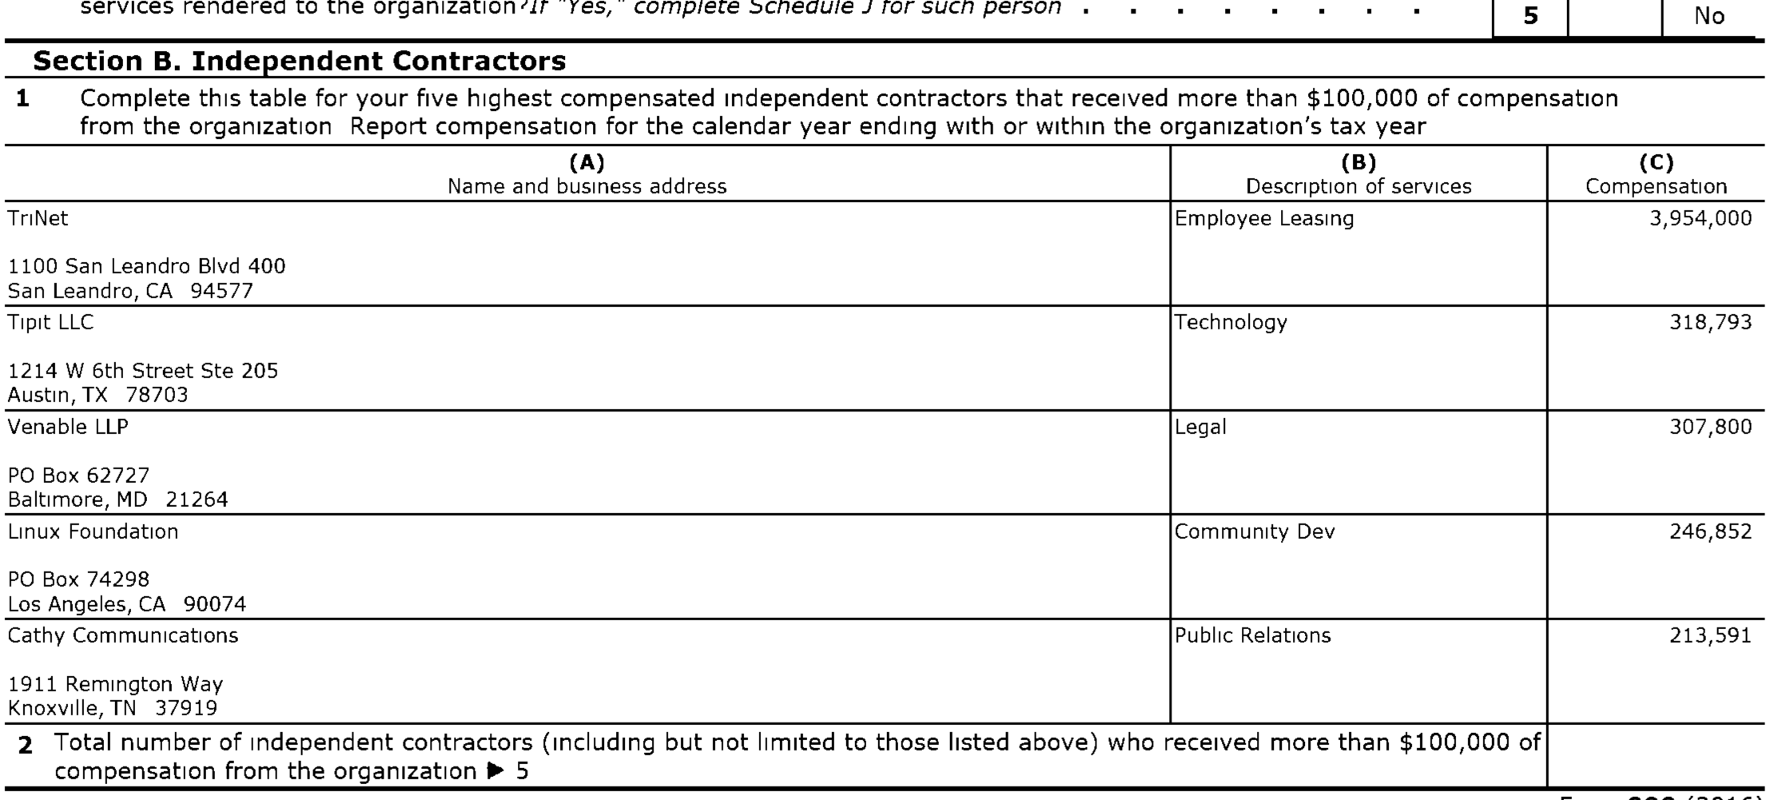 services rendered to the organization?If "Yes," complete Schedule J for such person . . . . . . . . 5 No
Section B. Independent Contractors
1 Complete this table for your five highest compensated independent contractors that received more than $100,000 of compensation
from the organization Report compensation for the calendar year ending with or within the organization's tax year
(A) (B) (C)
Name and business address Description of services Compensation
TriNet Employee Leasing 3,954,000
1100 San Leandro Blvd 400
San Leandro, CA 94577
Tipit LLC Technology 318,793
1214 W 6th Street Ste 205
Austin, TX 78703
Venable LLP Legal 307,800
PO Box 62727
Baltimore, MD 21264
Linux Foundation Community Dev 246,852
PO Box 74298
Los Angeles, CA 90074
Cathy Communications Public Relations 213,591
1911 Remington Way
Knoxville, TN 37919
2 Total number of independent contractors (including but not limited to those listed above) who received more than $100,000 of
compensation from the organization ▶ 5